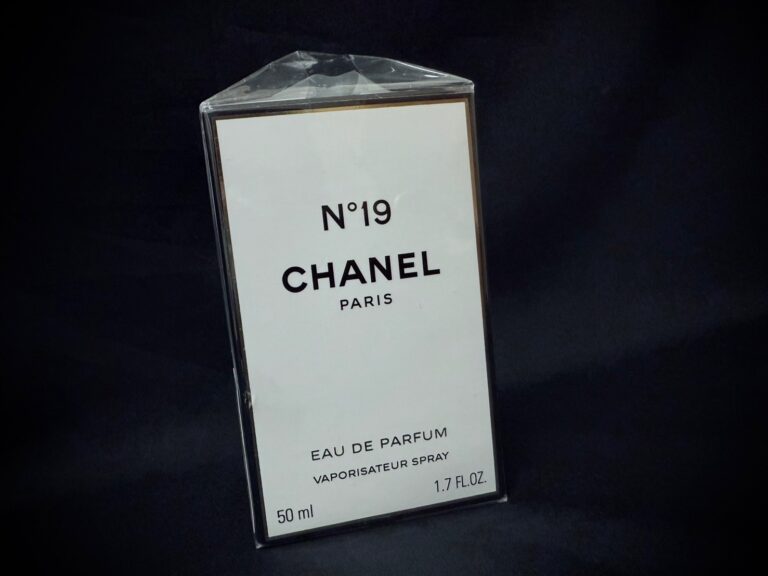 N°19
CHANEL
PARIS
EAU DE PARFUM
VAPORISATEUR SPRAY
50 ml 1.7 FL.OZ.